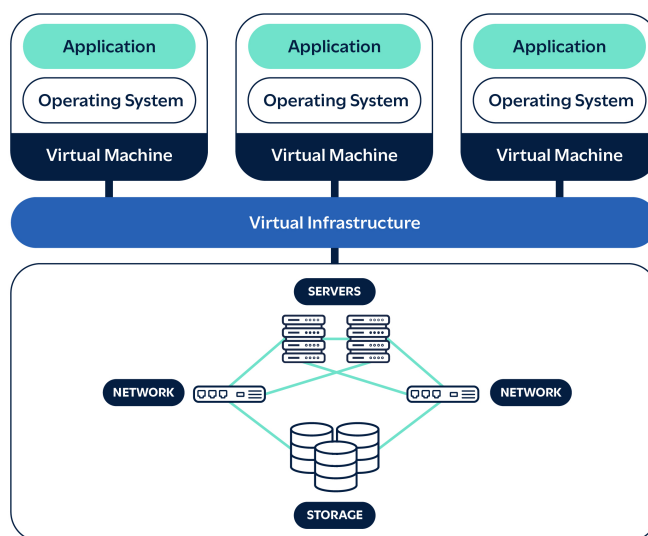 Application
Application
Application
Operating System
Operating System
Operating System
Virtual Machine
Virtual Machine
Virtual Machine
Virtual Infrastructure
SERVERS
NETWORK
NETWORK
STORAGE